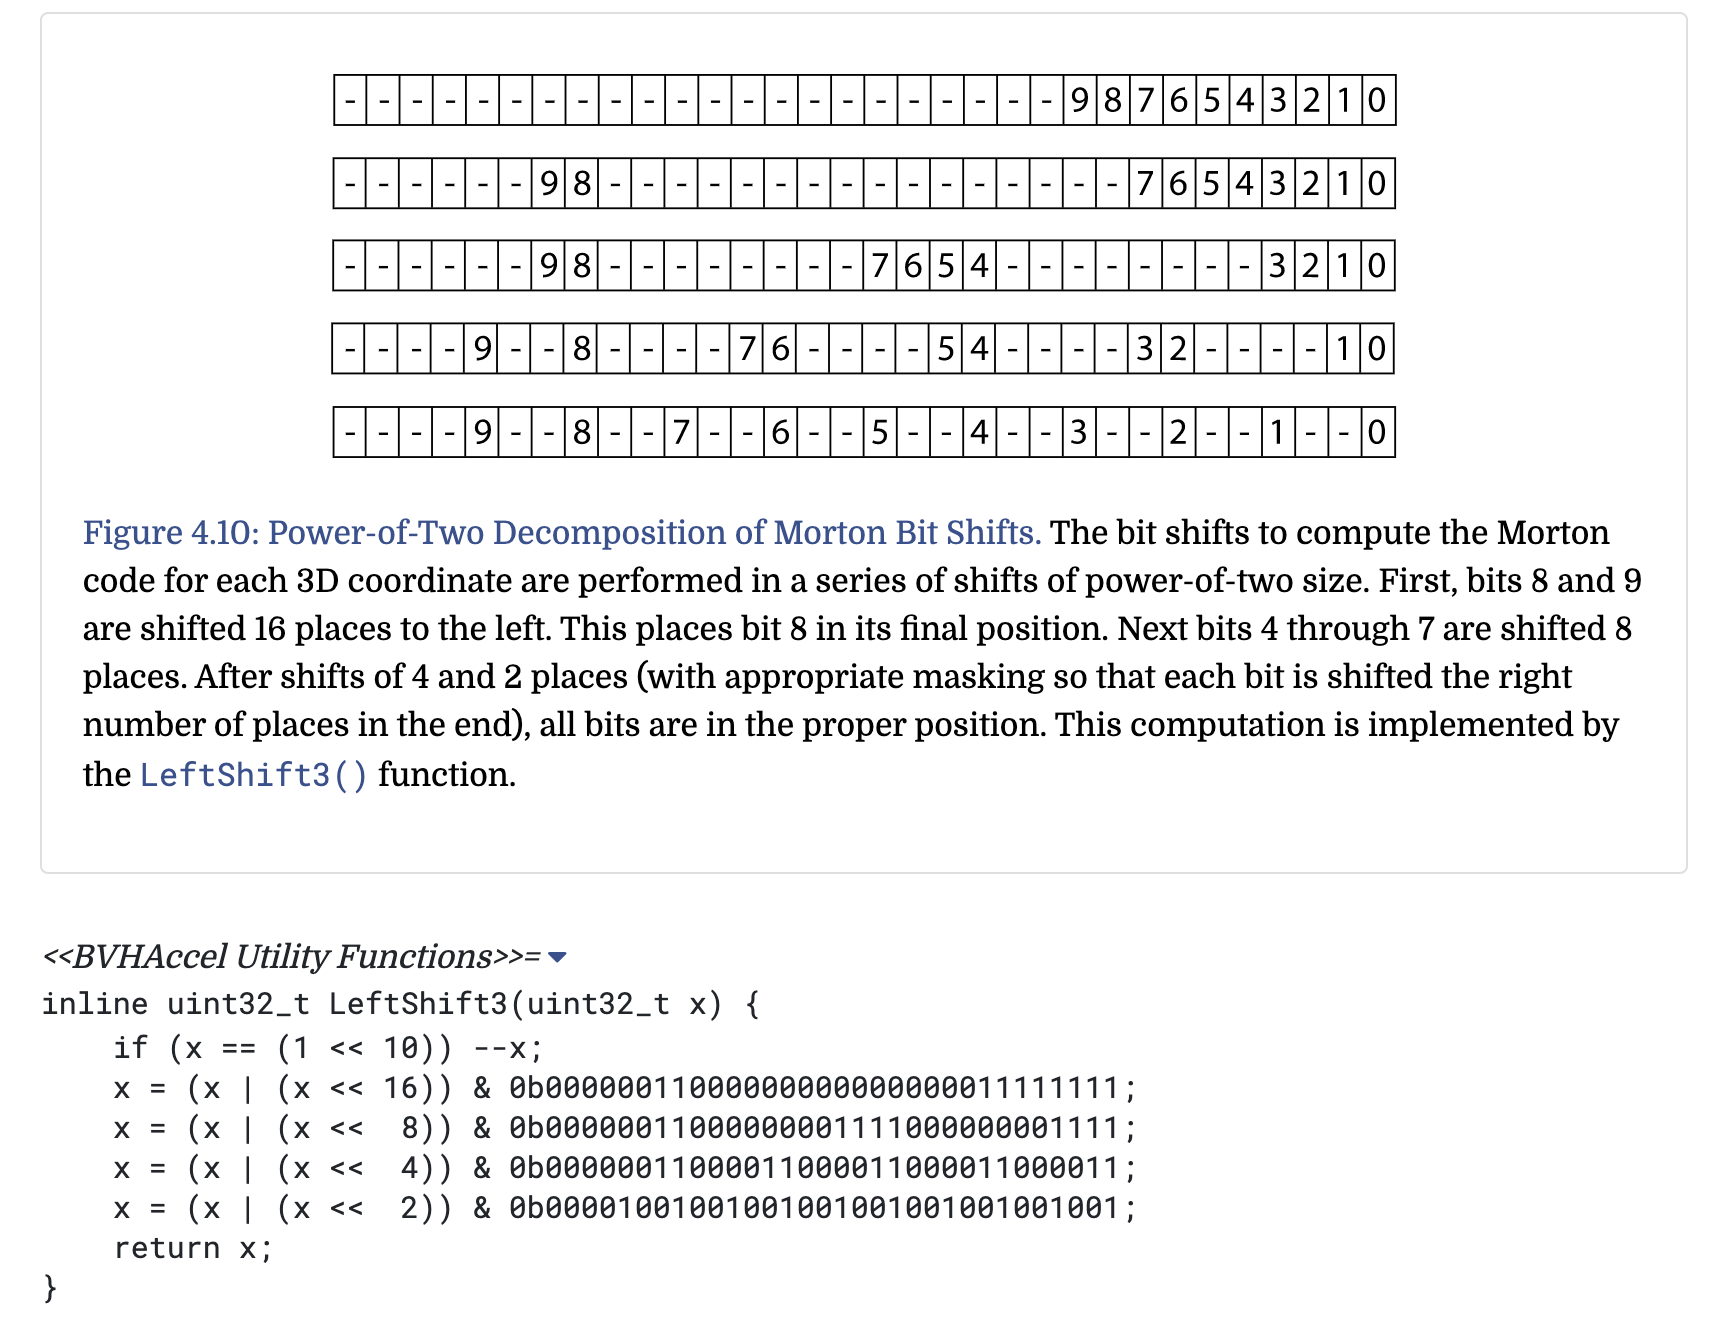 - - - - - - - - - - - - - - - - - - - - - - 9 8 7 6 5 4 3 2 1 0
- - - - - - 9 8 - - - - - - - - - - - - - - - - 7 6 5 4 3 2 1 0
- - - - - - 9 8 - - - - - - - - 7 6 5 4 - - - - - - - - 3 2 1 0
- - - - 9 - - 8 - - - - 7 6 - - - - 5 4 - - - - 3 2 - - - - 1 0
- - - - 9 - - 8 - - 7 - - 6 - - 5 - - 4 - - 3 - - 2 - - 1 - - 0
Figure 4.10: Power-of-Two Decomposition of Morton Bit Shifts. The bit shifts to compute the Morton
code for each 3D coordinate are performed in a series of shifts of power-of-two size. First, bits 8 and 9
are shifted 16 places to the left. This places bit 8 in its final position. Next bits 4 through 7 are shifted 8
places. After shifts of 4 and 2 places (with appropriate masking so that each bit is shifted the right
number of places in the end), all bits are in the proper position. This computation is implemented by
the LeftShift3() function.
<<BVHAccel Utility Functions>>=
inline uint32_t LeftShift3(uint32_t x) {
    if (x == (1 << 10)) --x;
    x = (x | (x << 16)) & 0b00000011000000000000000011111111;
    x = (x | (x <<  8)) & 0b00000011000000001111000000001111;
    x = (x | (x <<  4)) & 0b00000011000011000011000011000011;
    x = (x | (x <<  2)) & 0b00001001001001001001001001001001;
    return x;
}